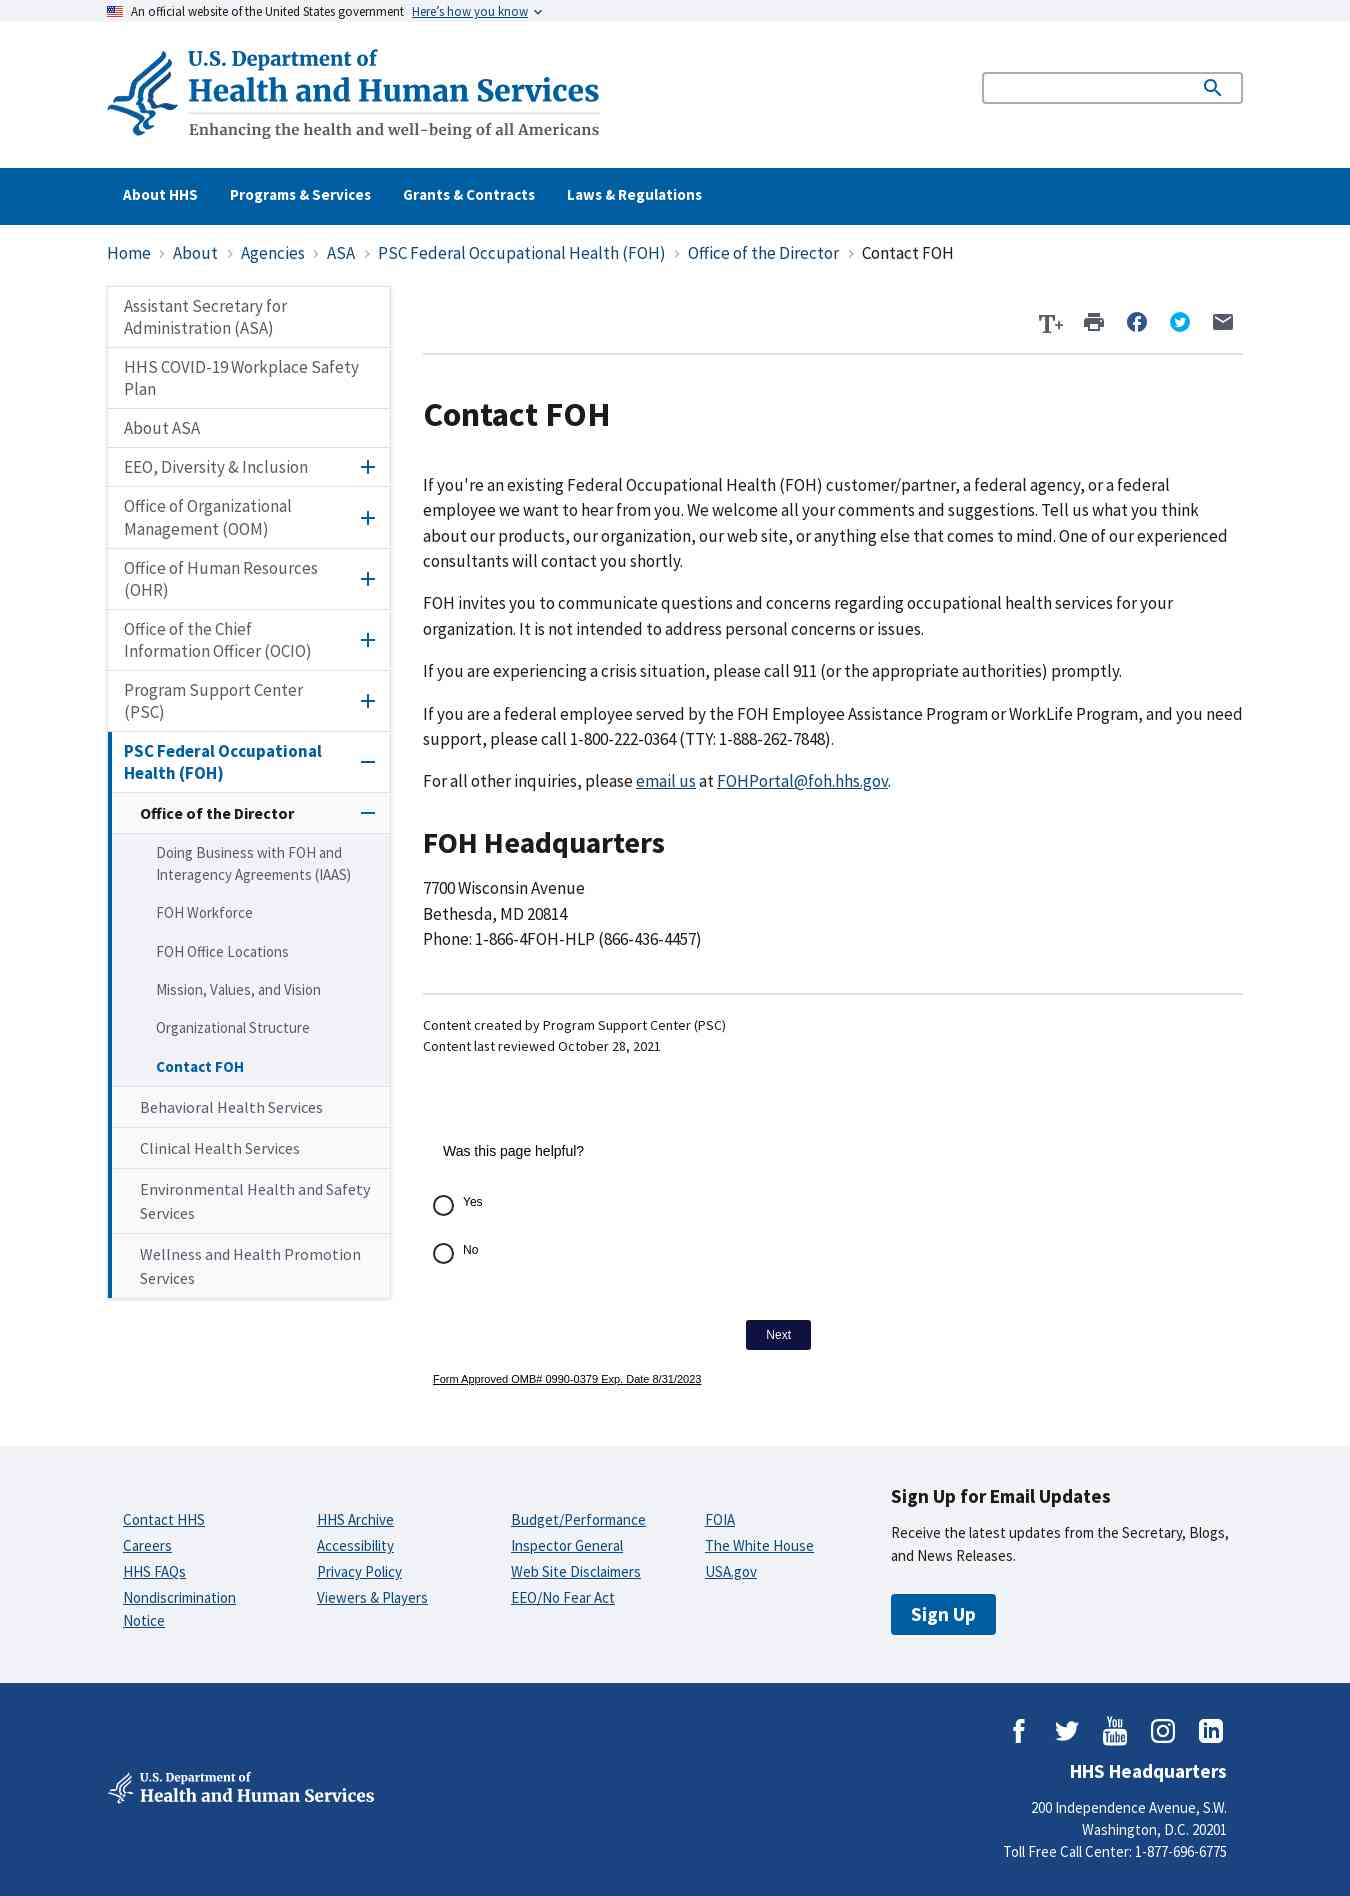 An official website of the United States government Here's how you know
U.S. Department of
Health and Human Services
Enhancing the health and well-being of all Americans
About HHS Programs & Services Grants & Contracts Laws & Regulations
Home > About > Agencies > ASA > PSC Federal Occupational Health (FOH) > Office of the Director > Contact FOH
Assistant Secretary for
Administration (ASA)
HHS COVID-19 Workplace Safety
Plan
About ASA
EEO, Diversity & Inclusion
Office of Organizational
Management (OOM)
Office of Human Resources
(OHR)
Office of the Chief
Information Officer (OCIO)
Program Support Center
(PSC)
PSC Federal Occupational
Health (FOH)
Office of the Director
Doing Business with FOH and
Interagency Agreements (IAAS)
FOH Workforce
FOH Office Locations
Mission, Values, and Vision
Organizational Structure
Contact FOH
Behavioral Health Services
Clinical Health Services
Environmental Health and Safety
Services
Wellness and Health Promotion
Services
T+
Contact FOH
If you're an existing Federal Occupational Health (FOH) customer/partner, a federal agency, or a federal
employee we want to hear from you. We welcome all your comments and suggestions. Tell us what you think
about our products, our organization, our web site, or anything else that comes to mind. One of our experienced
consultants will contact you shortly.
FOH invites you to communicate questions and concerns regarding occupational health services for your
organization. It is not intended to address personal concerns or issues.
If you are experiencing a crisis situation, please call 911 (or the appropriate authorities) promptly.
If you are a federal employee served by the FOH Employee Assistance Program or WorkLife Program, and you need
support, please call 1-800-222-0364 (TTY: 1-888-262-7848).
For all other inquiries, please email us at FOHPortal@foh.hhs.gov.
FOH Headquarters
7700 Wisconsin Avenue
Bethesda, MD 20814
Phone: 1-866-4FOH-HLP (866-436-4457)
Content created by Program Support Center (PSC)
Content last reviewed October 28, 2021
Was this page helpful?
Yes
No
Next
Form Approved OMB# 0990-0379 Exp. Date 8/31/2023
Contact HHS
Careers
HHS FAQs
Nondiscrimination
Notice
HHS Archive
Accessibility
Privacy Policy
Viewers & Players
Budget/Performance
Inspector General
Web Site Disclaimers
EEO/No Fear Act
FOIA
The White House
USA.gov
Sign Up for Email Updates
Receive the latest updates from the Secretary, Blogs,
and News Releases.
Sign Up
You
Tube
U.S. Department of
Health and Human Services
HHS Headquarters
200 Independence Avenue, S.W.
Washington, D.C. 20201
Toll Free Call Center: 1-877-696-6775